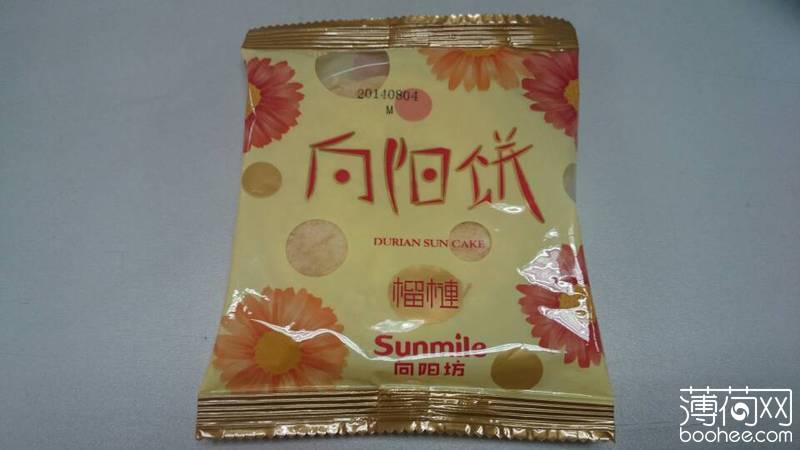 20140804
M
向阳饼
DURIAN SUN CAKE
榴槤
Sunmile
向阳坊
薄荷网
boohee.com